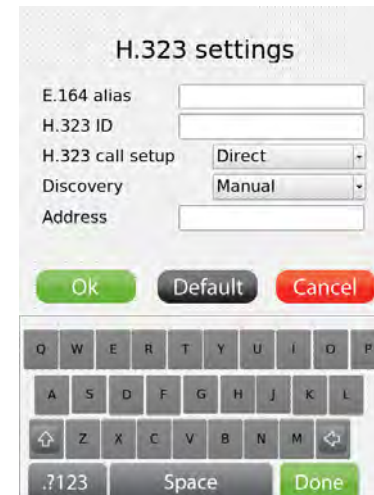 H.323 settings
E.164 alias
H.323 ID
H.323 call setup Direct
Discovery Manual
Address
Ok Default Cancel
Q W E R T Y U I O P
A S D F G H J K L
Z X C V B N M
.?123 Space Done